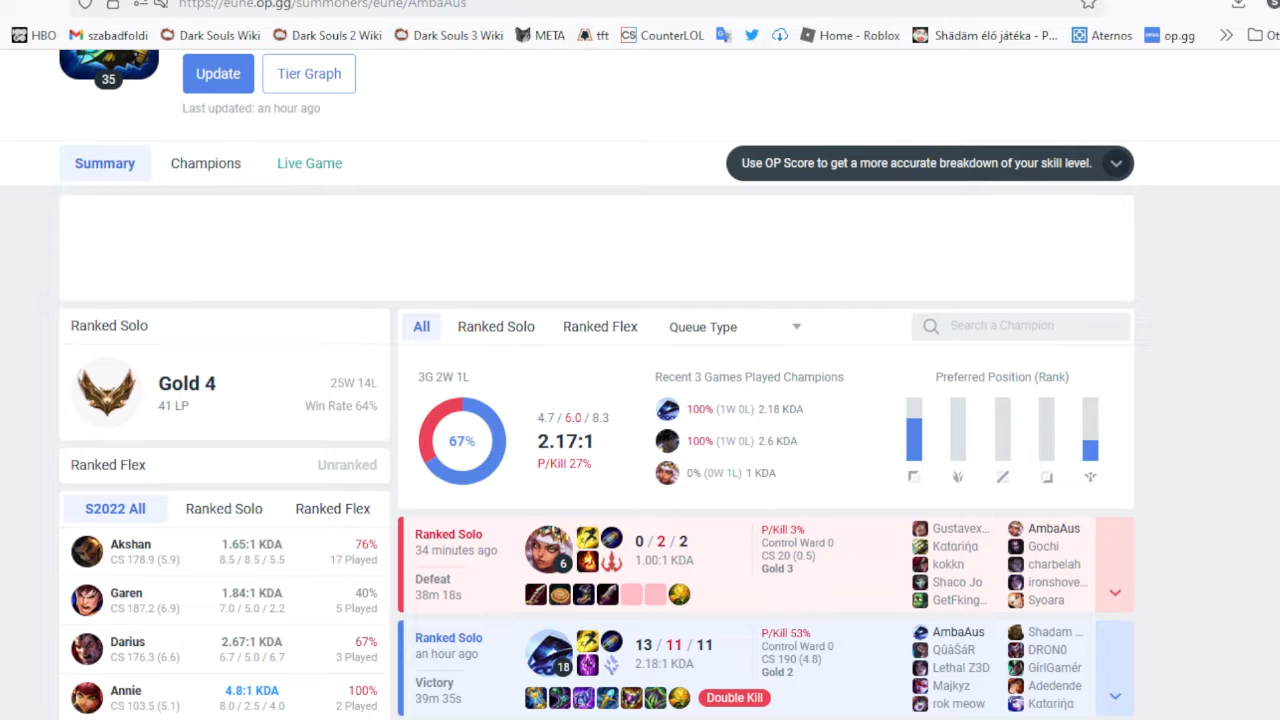 https://eune.op.gg/summoners/eune/AmbaAus
HBO szabadfoldi Dark Souls Wiki Dark Souls 2 Wiki Dark Souls 3 Wiki META tft CS CounterLOL Home - Roblox Shádám élő játéka - P... Aternos op.gg Ot
35
Update Tier Graph
Last updated: an hour ago
Summary Champions Live Game
Use OP Score to get a more accurate breakdown of your skill level.
Ranked Solo
Gold 4 25W 14L
41 LP Win Rate 64%
Ranked Flex Unranked
S2022 All Ranked Solo Ranked Flex
Akshan 1.65:1 KDA 76%
CS 178.9 (5.9) 8.5 / 8.5 / 5.5 17 Played
Garen 1.84:1 KDA 40%
CS 187.2 (6.9) 7.0 / 5.0 / 2.2 5 Played
Darius 2.67:1 KDA 67%
CS 176.3 (6.6) 6.7 / 5.0 / 6.7 3 Played
Annie 4.8:1 KDA 100%
CS 103.5 (5.1) 8.0 / 2.5 / 4.0 2 Played
All Ranked Solo Ranked Flex Queue Type Search a Champion
3G 2W 1L
67%
4.7 / 6.0 / 8.3
2.17:1
P/Kill 27%
Recent 3 Games Played Champions
100% (1W 0L) 2.18 KDA
100% (1W 0L) 2.6 KDA
0% (0W 1L) 1 KDA
Preferred Position (Rank)
Ranked Solo
34 minutes ago
Defeat
38m 18s
6
0 / 2 / 2
1.00:1 KDA
P/Kill 3%
Control Ward 0
CS 20 (0.5)
Gold 3
Gustavex... AmbaAus
Katarińa Gochi
kokkn charbelah
Shaco Jo ironshove...
GetFking... Syoara
Ranked Solo
an hour ago
Victory
39m 35s
18
13 / 11 / 11
2.18:1 KDA
Double Kill
P/Kill 53%
Control Ward 0
CS 190 (4.8)
Gold 2
AmbaAus Shadam ...
QûàŠáR DRON0
Lethal Z3D GírlGamér
Majkyz Adedende
rok meow Katarińa